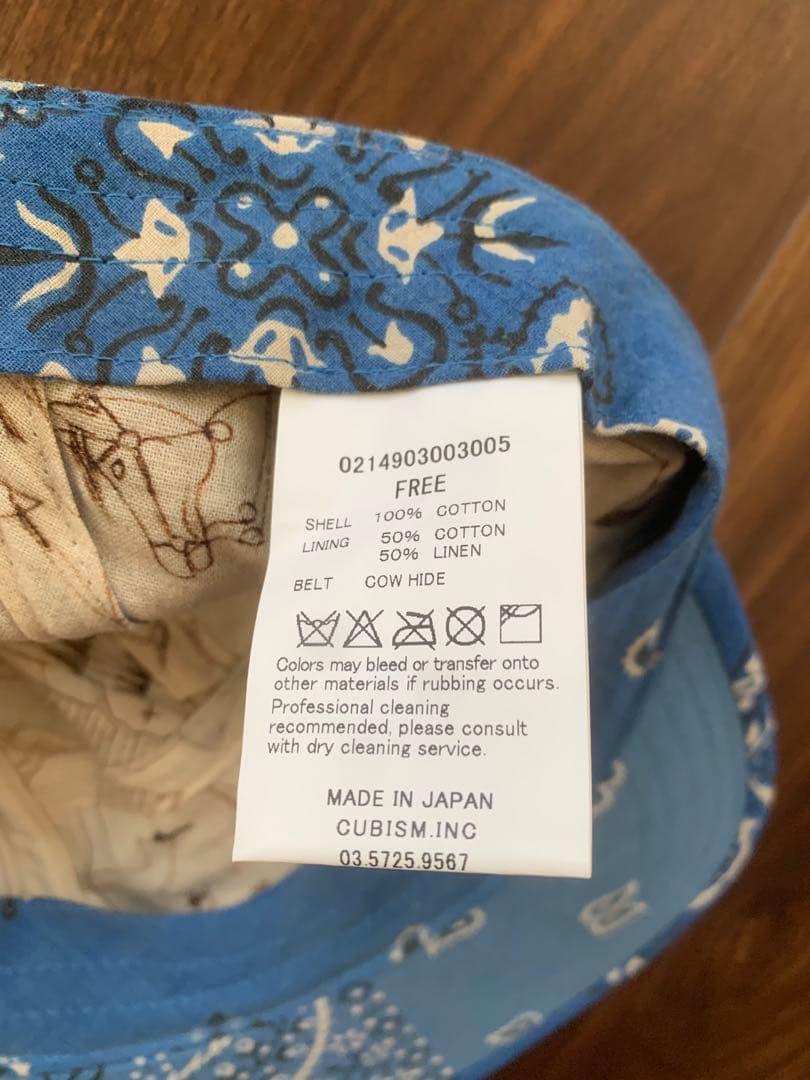 0214903003005
FREE
SHELL 100% COTTON
LINING 50% COTTON
50% LINEN
BELT COW HIDE
Colors may bleed or transfer onto
other materials if rubbing occurs.
Professional cleaning
recommended, please consult
with dry cleaning service.
MADE IN JAPAN
CUBISM.INC
03.5725.9567